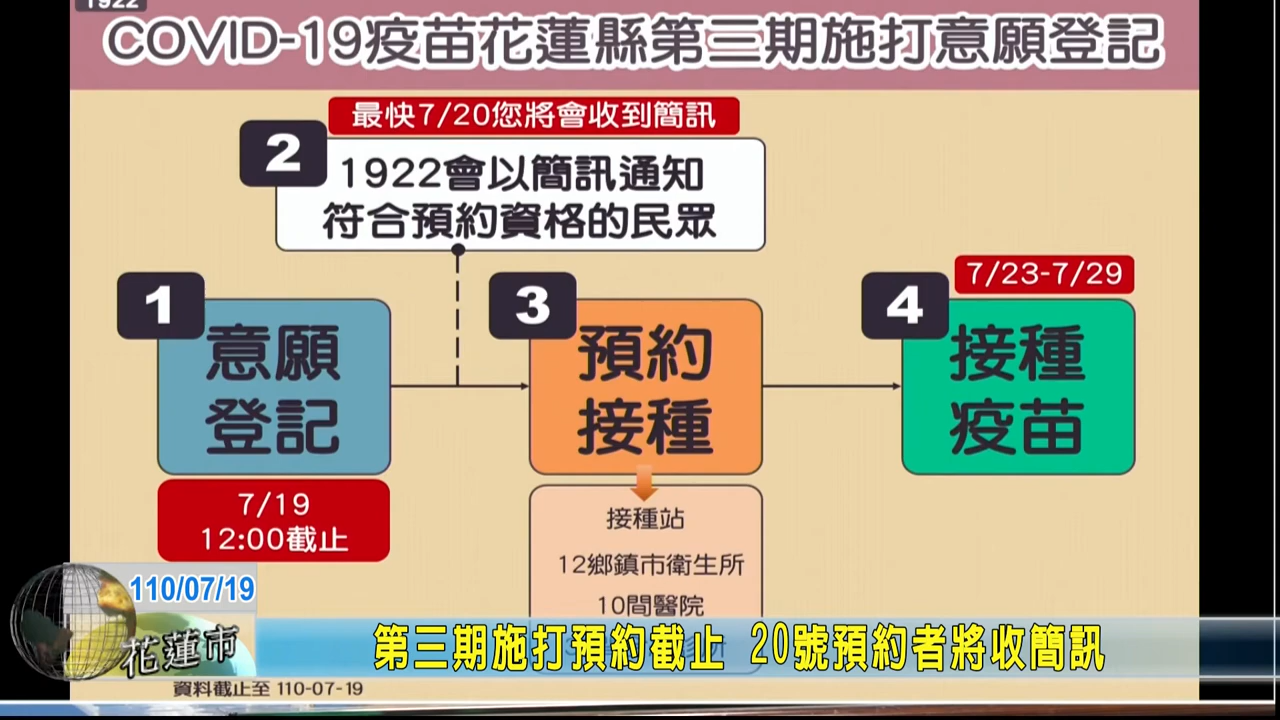 1922
COVID-19疫苗花蓮縣第三期施打意願登記
最快7/20您將會收到簡訊
2
1922會以簡訊通知
符合預約資格的民眾
1
意願
登記
7/19
12:00截止
3
預約
接種
接種站
12鄉鎮市衛生所
10間醫院
4
7/23-7/29
接種
疫苗
110/07/19
花蓮市
第三期施打預約截止 20號預約者將收簡訊
資料截止至 110-07-19